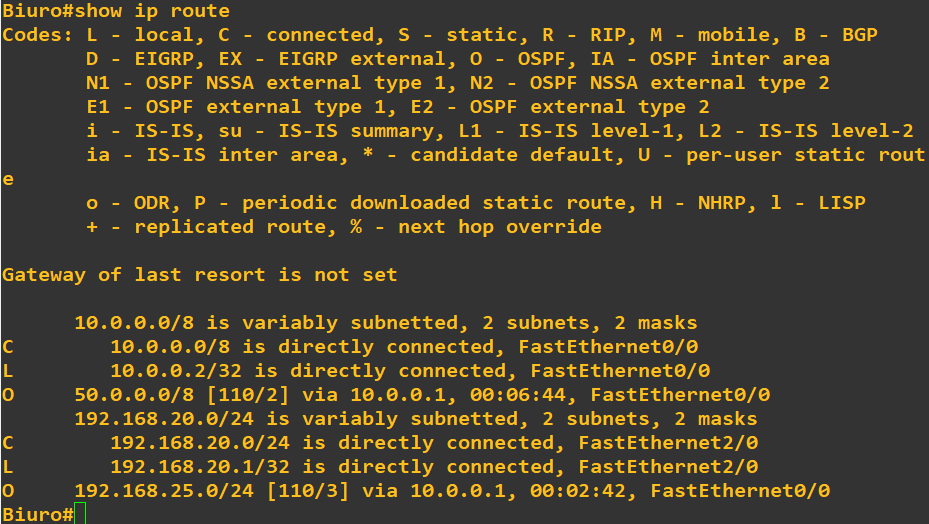 Biuro#show ip route
Codes: L - local, C - connected, S - static, R - RIP, M - mobile, B - BGP
       D - EIGRP, EX - EIGRP external, O - OSPF, IA - OSPF inter area
       N1 - OSPF NSSA external type 1, N2 - OSPF NSSA external type 2
       E1 - OSPF external type 1, E2 - OSPF external type 2
       i - IS-IS, su - IS-IS summary, L1 - IS-IS level-1, L2 - IS-IS level-2
       ia - IS-IS inter area, * - candidate default, U - per-user static rout
e
       o - ODR, P - periodic downloaded static route, H - NHRP, l - LISP
       + - replicated route, % - next hop override

Gateway of last resort is not set

      10.0.0.0/8 is variably subnetted, 2 subnets, 2 masks
C        10.0.0.0/8 is directly connected, FastEthernet0/0
L        10.0.0.2/32 is directly connected, FastEthernet0/0
O     50.0.0.0/8 [110/2] via 10.0.0.1, 00:06:44, FastEthernet0/0
      192.168.20.0/24 is variably subnetted, 2 subnets, 2 masks
C        192.168.20.0/24 is directly connected, FastEthernet2/0
L        192.168.20.1/32 is directly connected, FastEthernet2/0
O     192.168.25.0/24 [110/3] via 10.0.0.1, 00:02:42, FastEthernet0/0
Biuro#